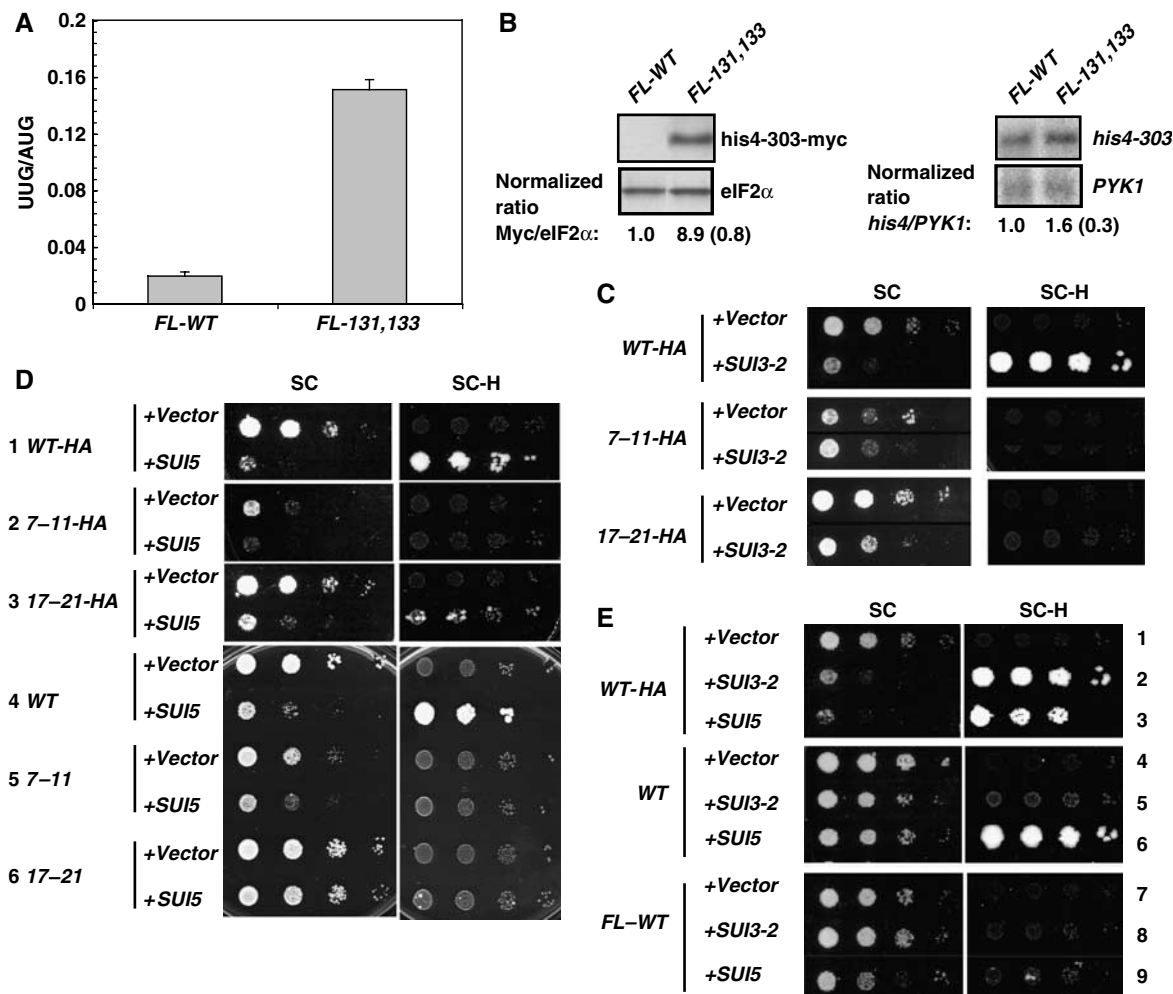 A
0.2
0.16
0.12
0.08
0.04
0
UUG/AUG
FL-WT
FL-131,133
B
FL-WT
FL-131,133
his4-303-myc
eIF2α
Normalized
ratio
Myc/eIF2α:
1.0
8.9 (0.8)
FL-WT
FL-131,133
his4-303
PYK1
Normalized
ratio
his4/PYK1:
1.0
1.6 (0.3)
C
SC
SC-H
WT-HA
+Vector
+SUI3-2
7–11-HA
+Vector
+SUI3-2
17–21-HA
+Vector
+SUI3-2
D
SC
SC-H
1 WT-HA
+Vector
+SUI5
2 7–11-HA
+Vector
+SUI5
3 17–21-HA
+Vector
+SUI5
4 WT
+Vector
+SUI5
5 7–11
+Vector
+SUI5
6 17–21
+Vector
+SUI5
E
SC
SC-H
WT-HA
+Vector
1
+SUI3-2
2
+SUI5
3
WT
+Vector
4
+SUI3-2
5
+SUI5
6
FL–WT
+Vector
7
+SUI3-2
8
+SUI5
9